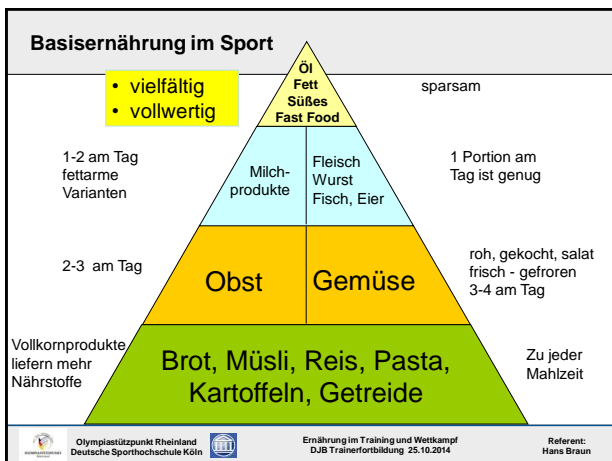 Basisernährung im Sport
• vielfältig
• vollwertig
Öl
Fett
Süßes
Fast Food
sparsam
1-2 am Tag
fettarme
Varianten
Milch-
produkte
Fleisch
Wurst
Fisch, Eier
1 Portion am
Tag ist genug
2-3 am Tag
Obst
Gemüse
roh, gekocht, salat
frisch - gefroren
3-4 am Tag
Vollkornprodukte
liefern mehr
Nährstoffe
Brot, Müsli, Reis, Pasta,
Kartoffeln, Getreide
Zu jeder
Mahlzeit
Olympiastützpunkt Rheinland
Deutsche Sporthochschule Köln
Ernährung im Training und Wettkampf
DJB Trainerfortbildung 25.10.2014
Referent:
Hans Braun